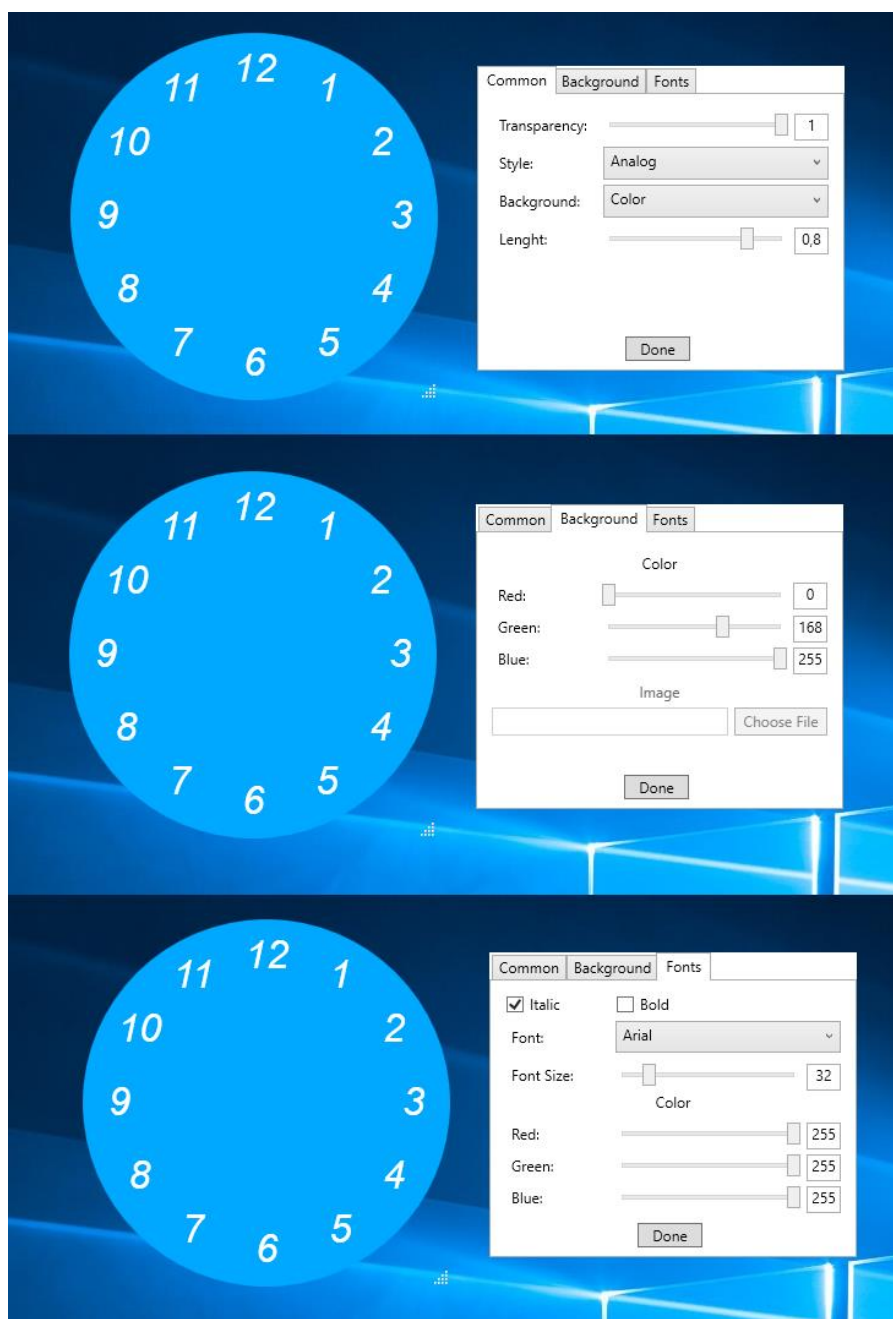 12
11 1
10 2
9 3
8 4
7 5
6
Common Background Fonts
Transparency: 1
Style: Analog
Background: Color
Lenght: 0,8
Done
12
11 1
10 2
9 3
8 4
7 5
6
Common Background Fonts
Color
Red: 0
Green: 168
Blue: 255
Image
Choose File
Done
12
11 1
10 2
9 3
8 4
7 5
6
Common Background Fonts
Italic Bold
Font: Arial
Font Size: 32
Color
Red: 255
Green: 255
Blue: 255
Done